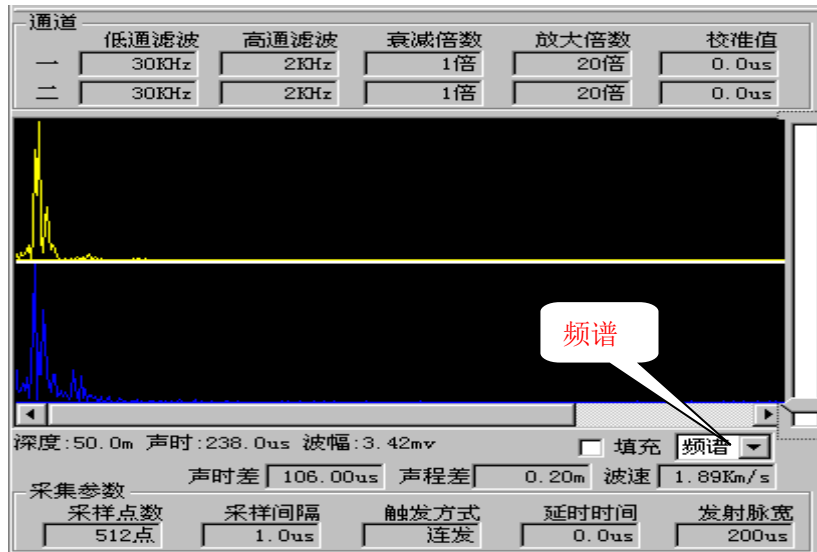 通道
低通滤波 高通滤波 衰减倍数 放大倍数 校准值
一 30KHz 2KHz 1倍 20倍 0.0us
二 30KHz 2KHz 1倍 20倍 0.0us
频谱
深度:50.0m 声时:238.0us 波幅:3.42mv 填充 频谱
声时差 106.00us 声程差 0.20m 波速 1.89Km/s
采集参数
采样点数 采样间隔 触发方式 延时时间 发射脉宽
512点 1.0us 连发 0.0us 200us